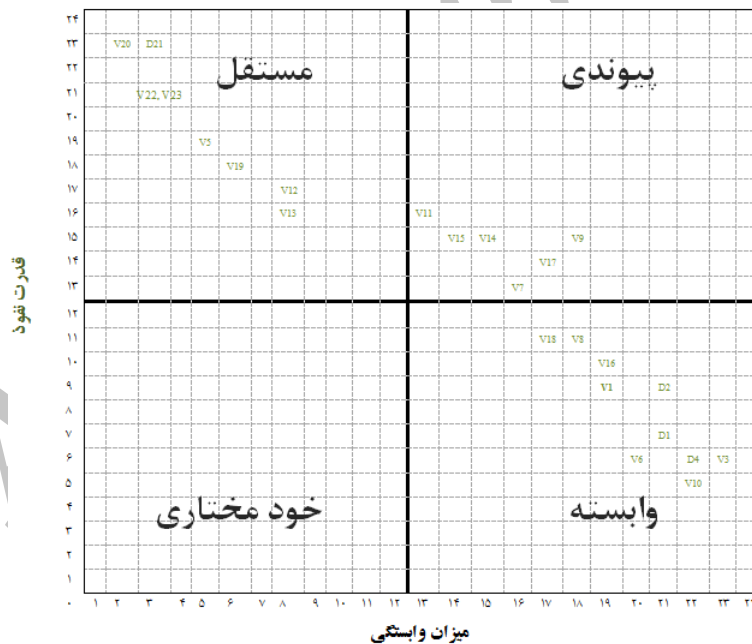 ۲۴
۲۳ V20 D21
۲۲ مستقل پیوندی
۲۱ V22, V23
۲۰
۱۹ V5
۱۸ V19
۱۷ V12
۱۶ V13 V11
۱۵ V15 V14 V9
۱۴ V17
۱۳ V7
۱۲
۱۱ V18 V8
۱۰ V16
۹ V1 D2
۸
۷ D1
۶ V6 D4 V3
۵ V10
۴ خود مختاری وابسته
۳
۲
۱
۰ ۱ ۲ ۳ ۴ ۵ ۶ ۷ ۸ ۹ ۱۰ ۱۱ ۱۲ ۱۳ ۱۴ ۱۵ ۱۶ ۱۷ ۱۸ ۱۹ ۲۰ ۲۱ ۲۲ ۲۳
قدرت نفوذ
میزان وابستگی